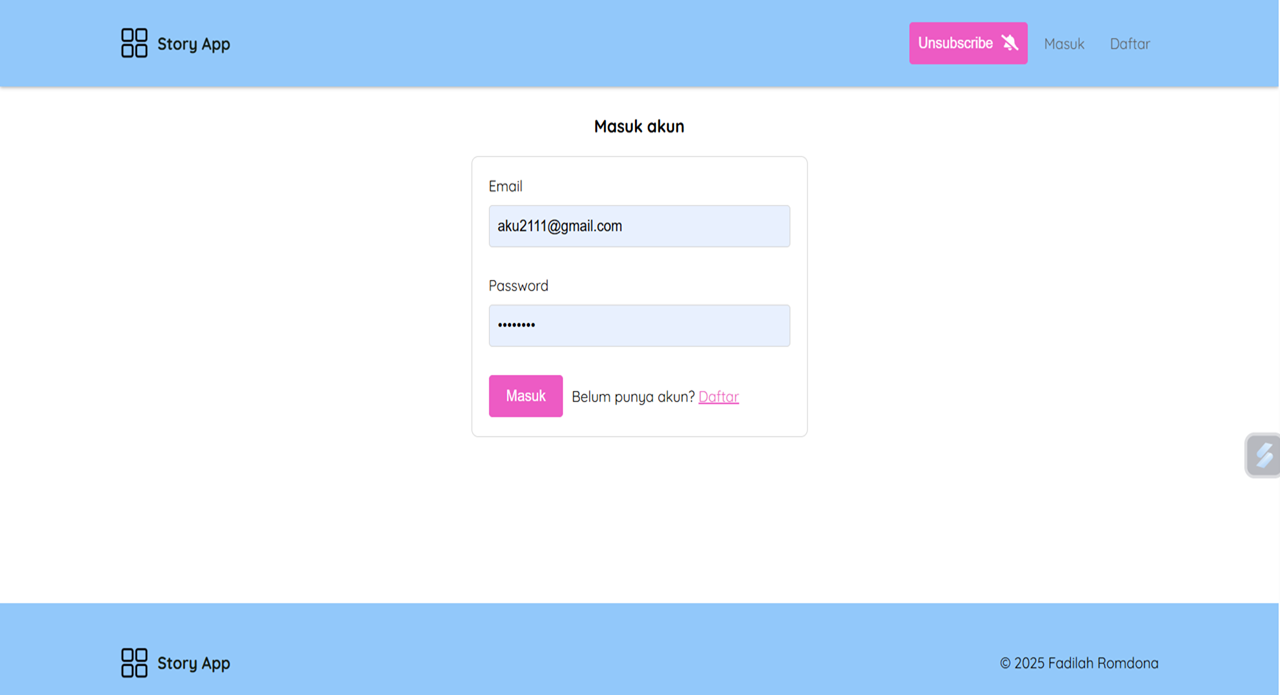 Story App
Unsubscribe
Masuk
Daftar
Masuk akun
Email
aku2111@gmail.com
Password
••••••••
Masuk
Belum punya akun? Daftar
Story App
© 2025 Fadilah Romdona